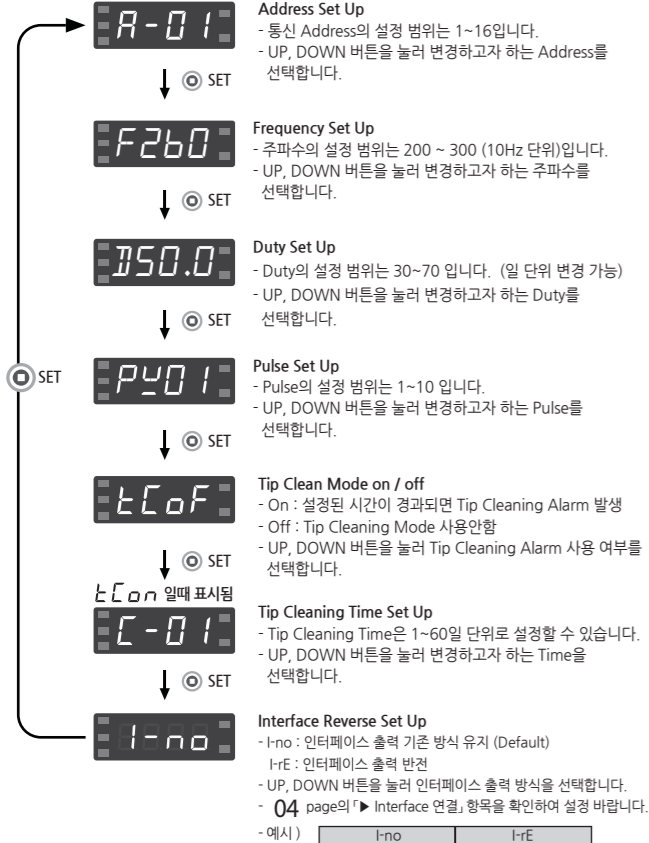 A-01
Address Set Up
- 통신 Address의 설정 범위는 1~16입니다.
- UP, DOWN 버튼을 눌러 변경하고자 하는 Address를
선택합니다.
SET
F2b0
Frequency Set Up
- 주파수의 설정 범위는 200 ~ 300 (10Hz 단위)입니다.
- UP, DOWN 버튼을 눌러 변경하고자 하는 주파수를
선택합니다.
SET
D50.0
Duty Set Up
- Duty의 설정 범위는 30~70 입니다. (일 단위 변경 가능)
- UP, DOWN 버튼을 눌러 변경하고자 하는 Duty를
선택합니다.
SET
SET
Pulse Set Up
- Pulse의 설정 범위는 1~10 입니다.
- UP, DOWN 버튼을 눌러 변경하고자 하는 Pulse를
선택합니다.
SET
tCoF
Tip Clean Mode on / off
- On : 설정된 시간이 경과되면 Tip Cleaning Alarm 발생
- Off : Tip Cleaning Mode 사용안함
- UP, DOWN 버튼을 눌러 Tip Cleaning Alarm 사용 여부를
선택합니다.
SET
tCon 일때 표시됨
C-01
Tip Cleaning Time Set Up
- Tip Cleaning Time은 1~60일 단위로 설정할 수 있습니다.
- UP, DOWN 버튼을 눌러 변경하고자 하는 Time을
선택합니다.
SET
I-no
Interface Reverse Set Up
- I-no : 인터페이스 출력 기존 방식 유지 (Default)
I-rE : 인터페이스 출력 반전
- UP, DOWN 버튼을 눌러 인터페이스 출력 방식을 선택합니다.
- 04 page의 「▶ Interface 연결」 항목을 확인하여 설정 바랍니다.
- 예시 ) I-no I-rE